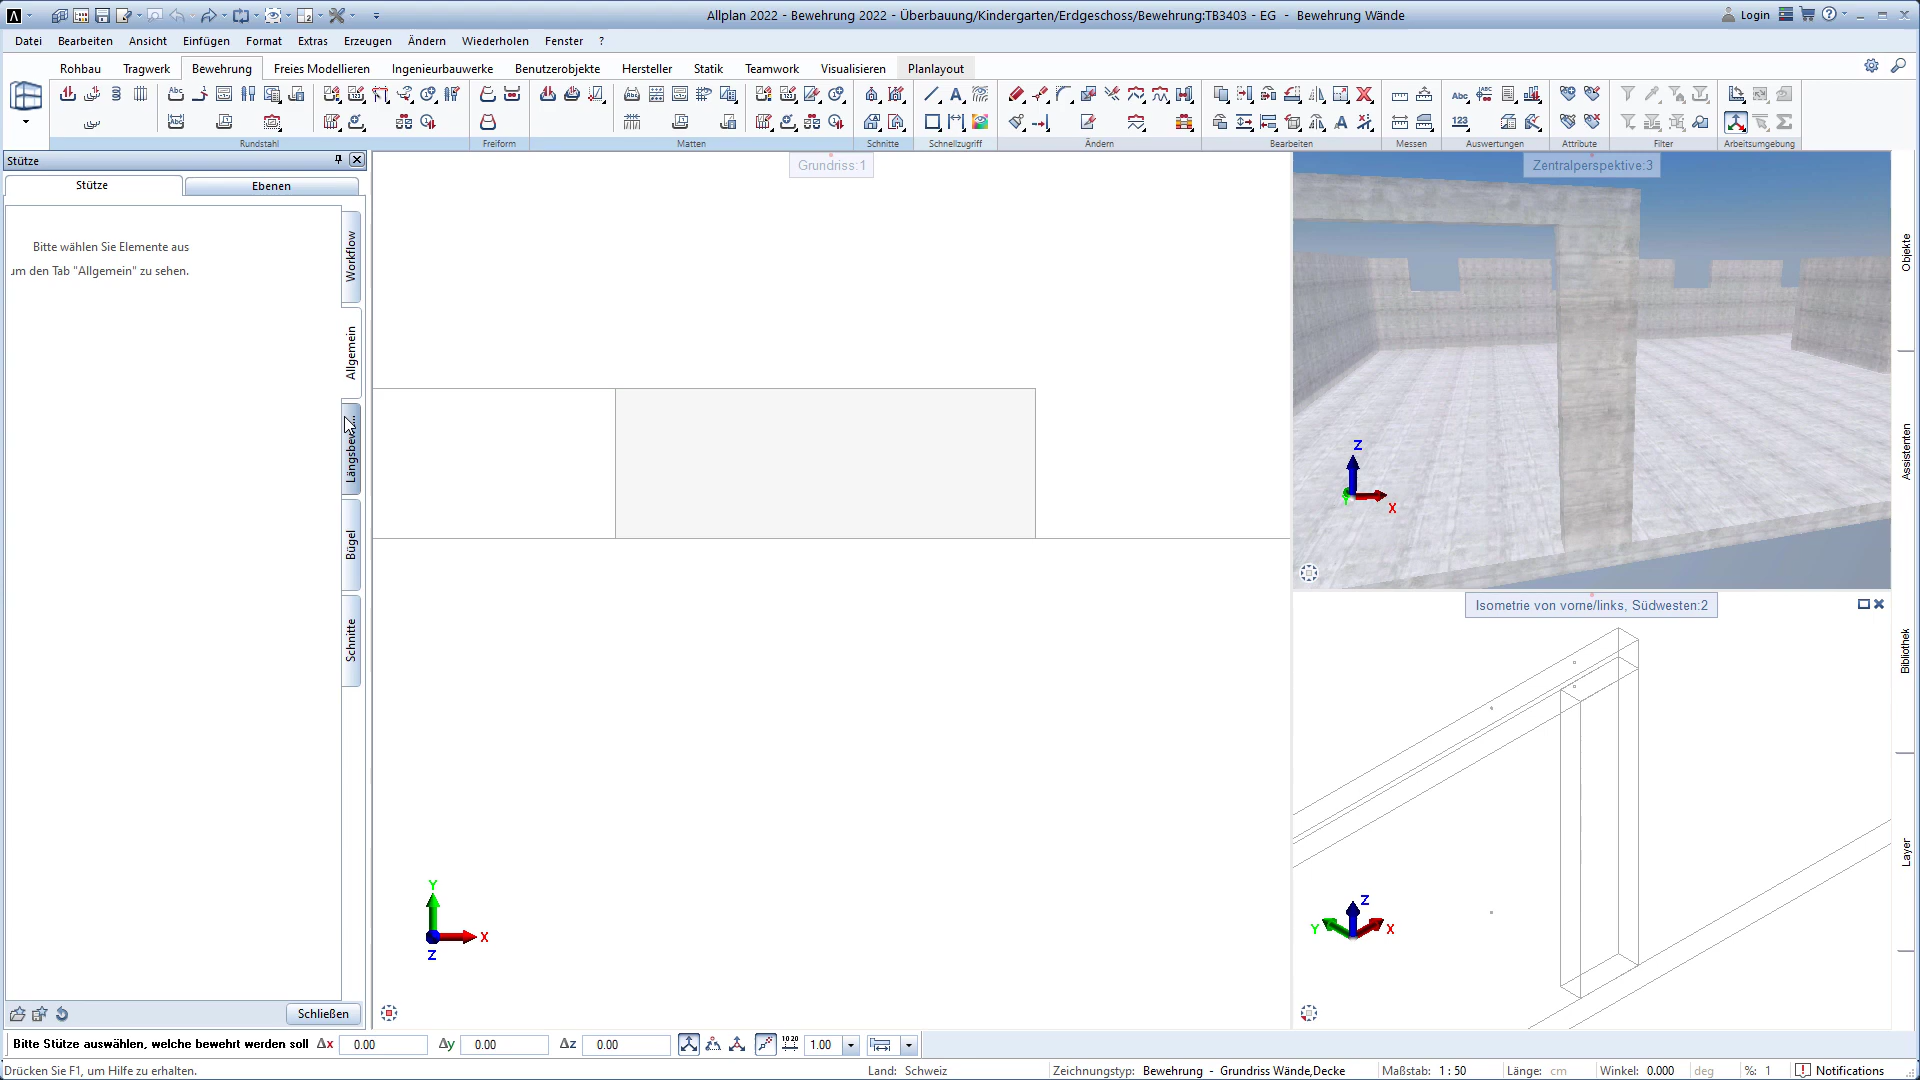 Allplan 2022 - Bewehrung 2022 - Überbauung/Kindergarten/Erdgeschoss/Bewehrung:TB3403 - EG - Bewehrung Wände
Login
Datei Bearbeiten Ansicht Einfügen Format Extras Erzeugen Ändern Wiederholen Fenster ?
Rohbau Tragwerk Bewehrung Freies Modellieren Ingenieurbauwerke Benutzerobjekte Hersteller Statik Teamwork Visualisieren Planlayout
Rundstahl Freiform Matten Schnitte Schnellzugriff Ändern Bearbeiten Messen Auswertungen Attribute Filter Arbeitsumgebung
Stütze
Stütze Ebenen
Bitte wählen Sie Elemente aus
um den Tab "Allgemein" zu sehen.
Workflow
Allgemein
Bügel
Schnitte
Schließen
Grundriss:1
Y
X
Z
Zentralperspektive:3
Z
Y
X
Isometrie von vorne/links, Südwesten:2
Z
Y
X
Objekte
Assistenten
Bibliothek
Layer
Bitte Stütze auswählen, welche bewehrt werden soll Δx 0.00 Δy 0.00 Δz 0.00 1.00
Drücken Sie F1, um Hilfe zu erhalten. Land: Schweiz Zeichnungstyp: Bewehrung - Grundriss Wände,Decke Maßstab: 1 : 50 Länge: cm Winkel: 0.000 deg %: 1 Notifications